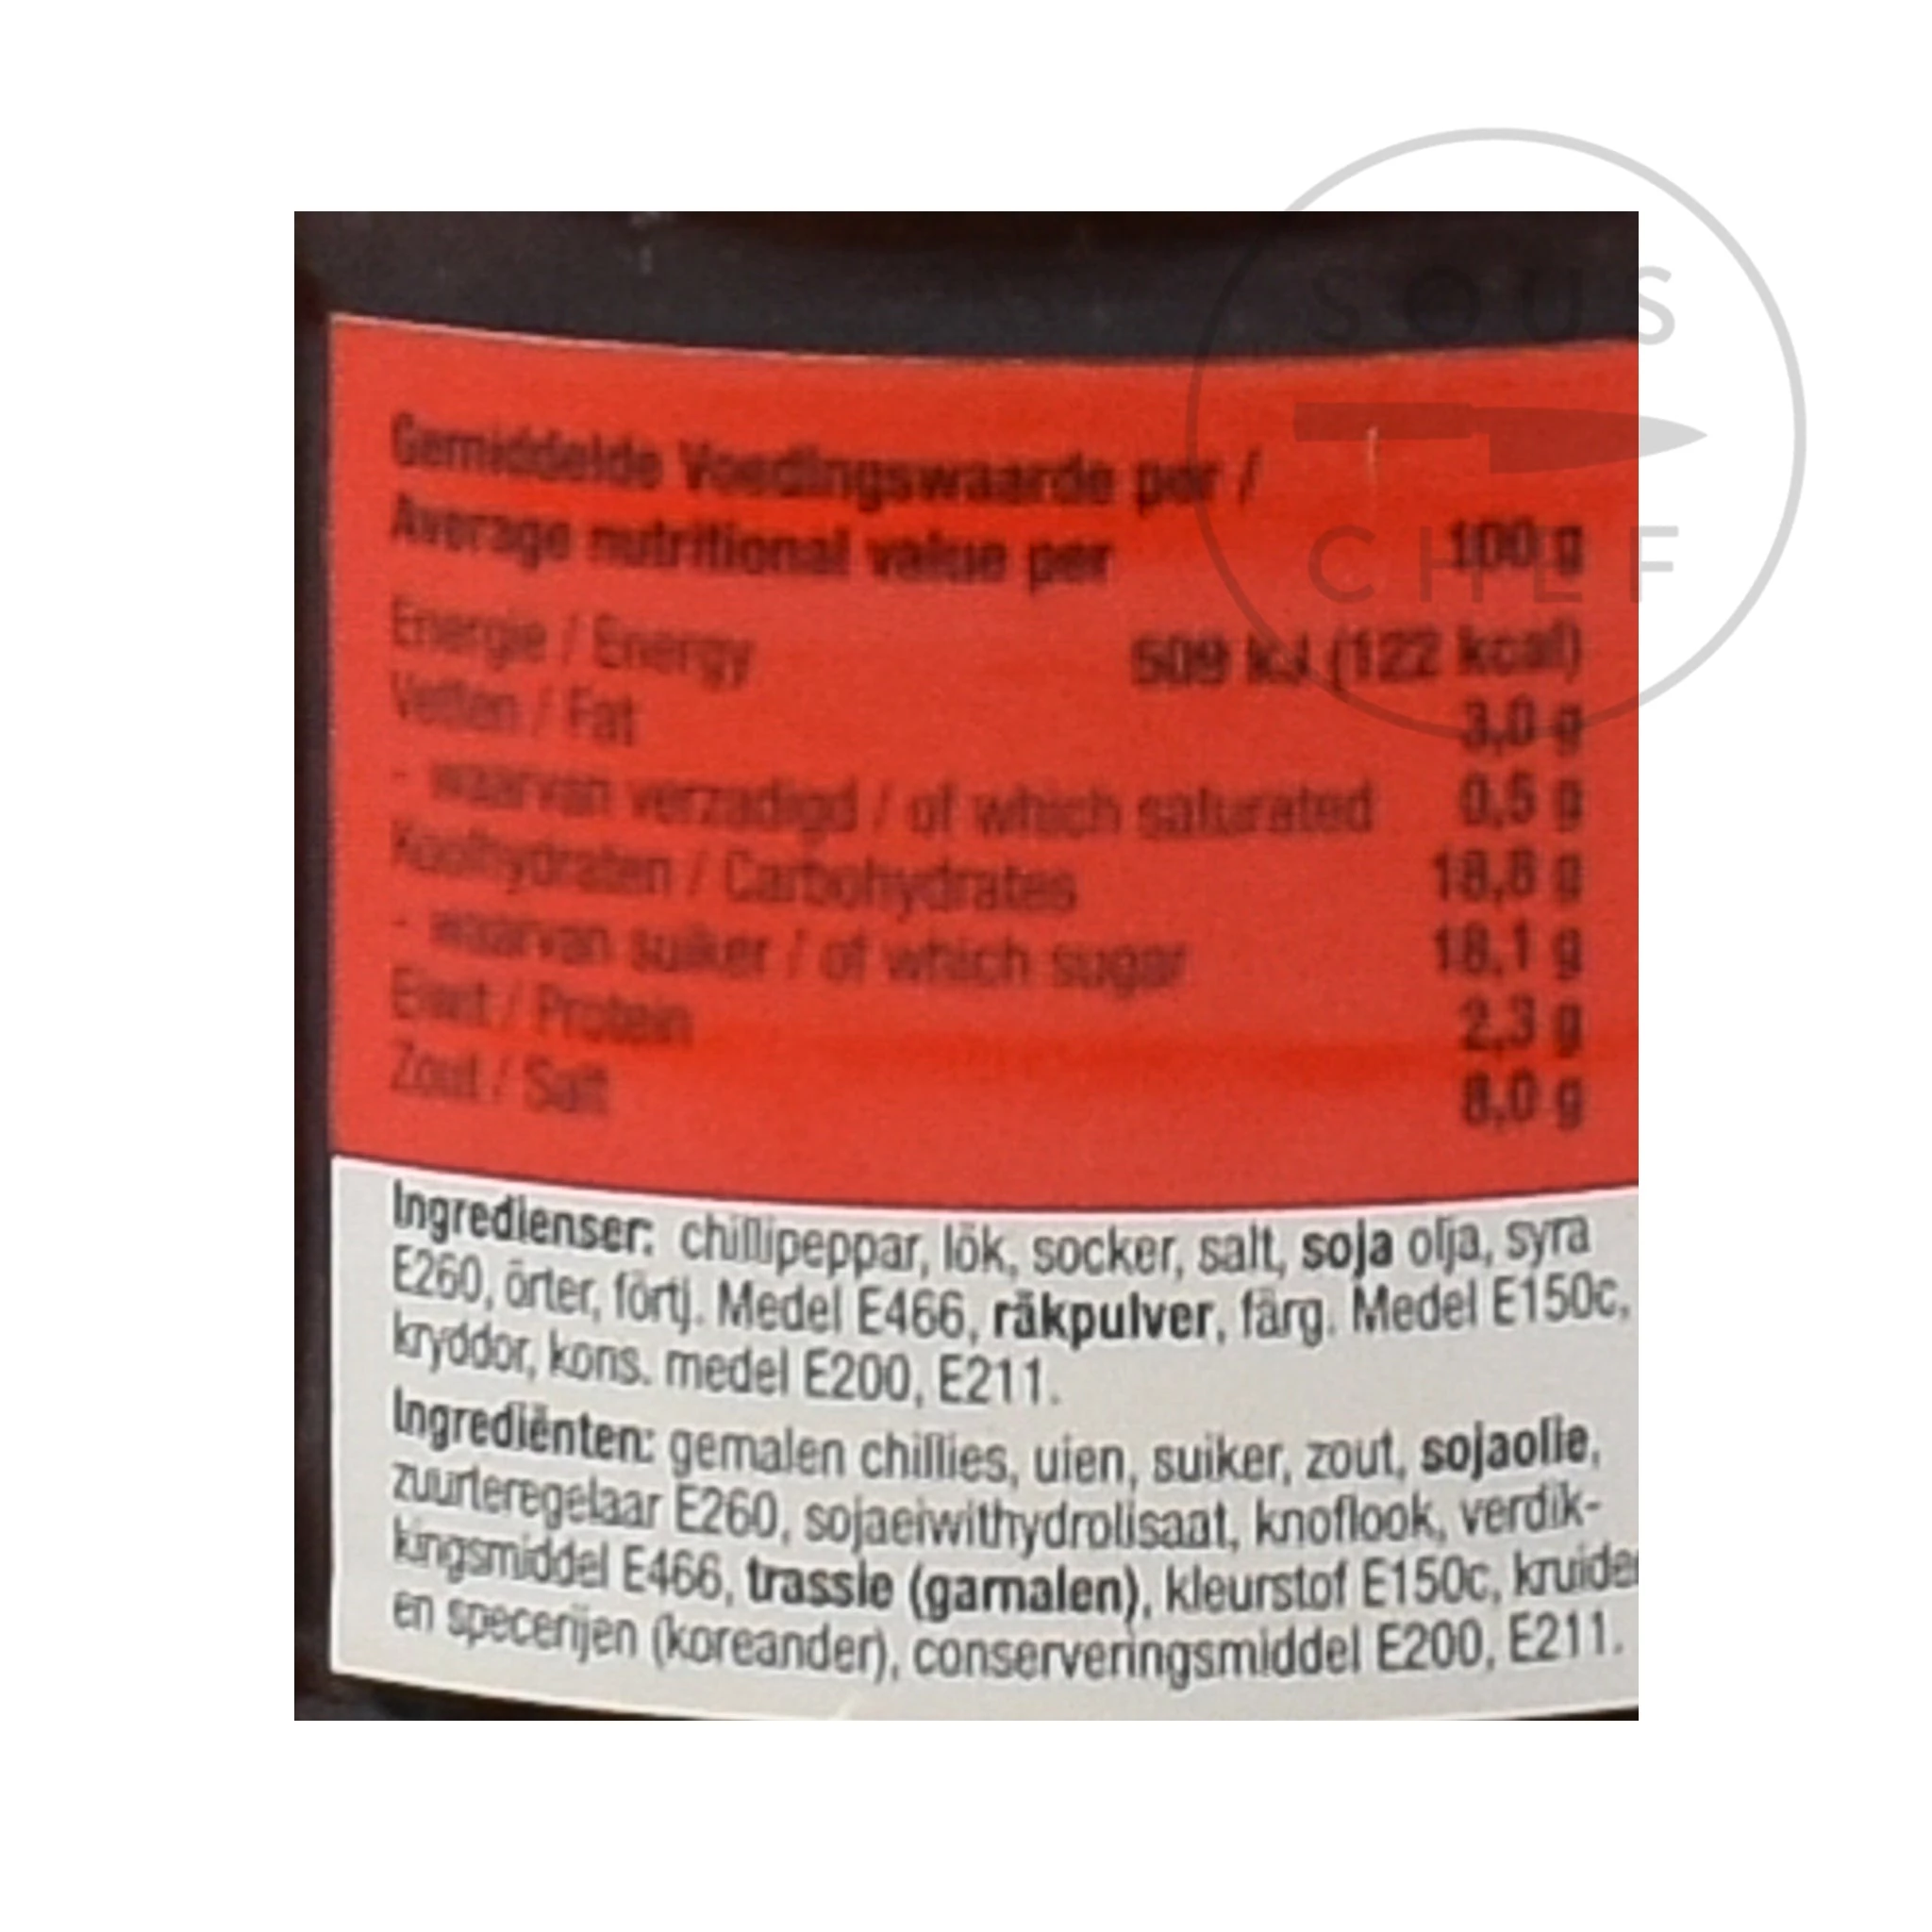 SOUS
CHEF
Gemiddelde Voedingswaarde per /
Average nutritional value per 100 g
Energie / Energy 509 kJ (122 kcal)
Vetten / Fat 3,0 g
- waarvan verzadigd / of which saturated 0,5 g
Koolhydraten / Carbohydrates 18,8 g
- waarvan suiker / of which sugar 18,1 g
Eiwit / Protein 2,3 g
Zout / Salt 8,0 g
Ingredienser: chillipeppar, lök, socker, salt, soja olja, syra
E260, örter, förtj. Medel E466, räkpulver, färg. Medel E150c,
kryddor, kons. medel E200, E211.
Ingrediënten: gemalen chillies, uien, suiker, zout, sojaolie,
zuurteregelaar E260, sojaeiwithydrolisaat, knoflook, verdik-
kingsmiddel E466, trassie (garnalen), kleurstof E150c,
en specerijen (koreander), conserveringsmiddel E200, E211.